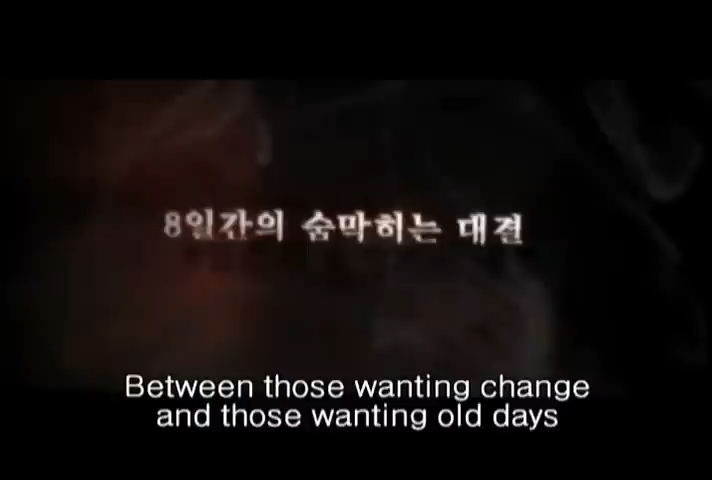 8일간의 숨막히는 대결
Between those wanting change
and those wanting old days